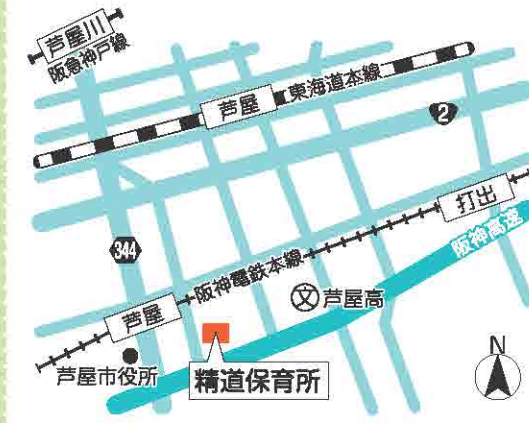 芦屋川
阪急神戸線
芦屋
東海道本線
2
打出
阪神高速
344
阪神電鉄本線
文
芦屋高
芦屋
芦屋市役所
精道保育所
N